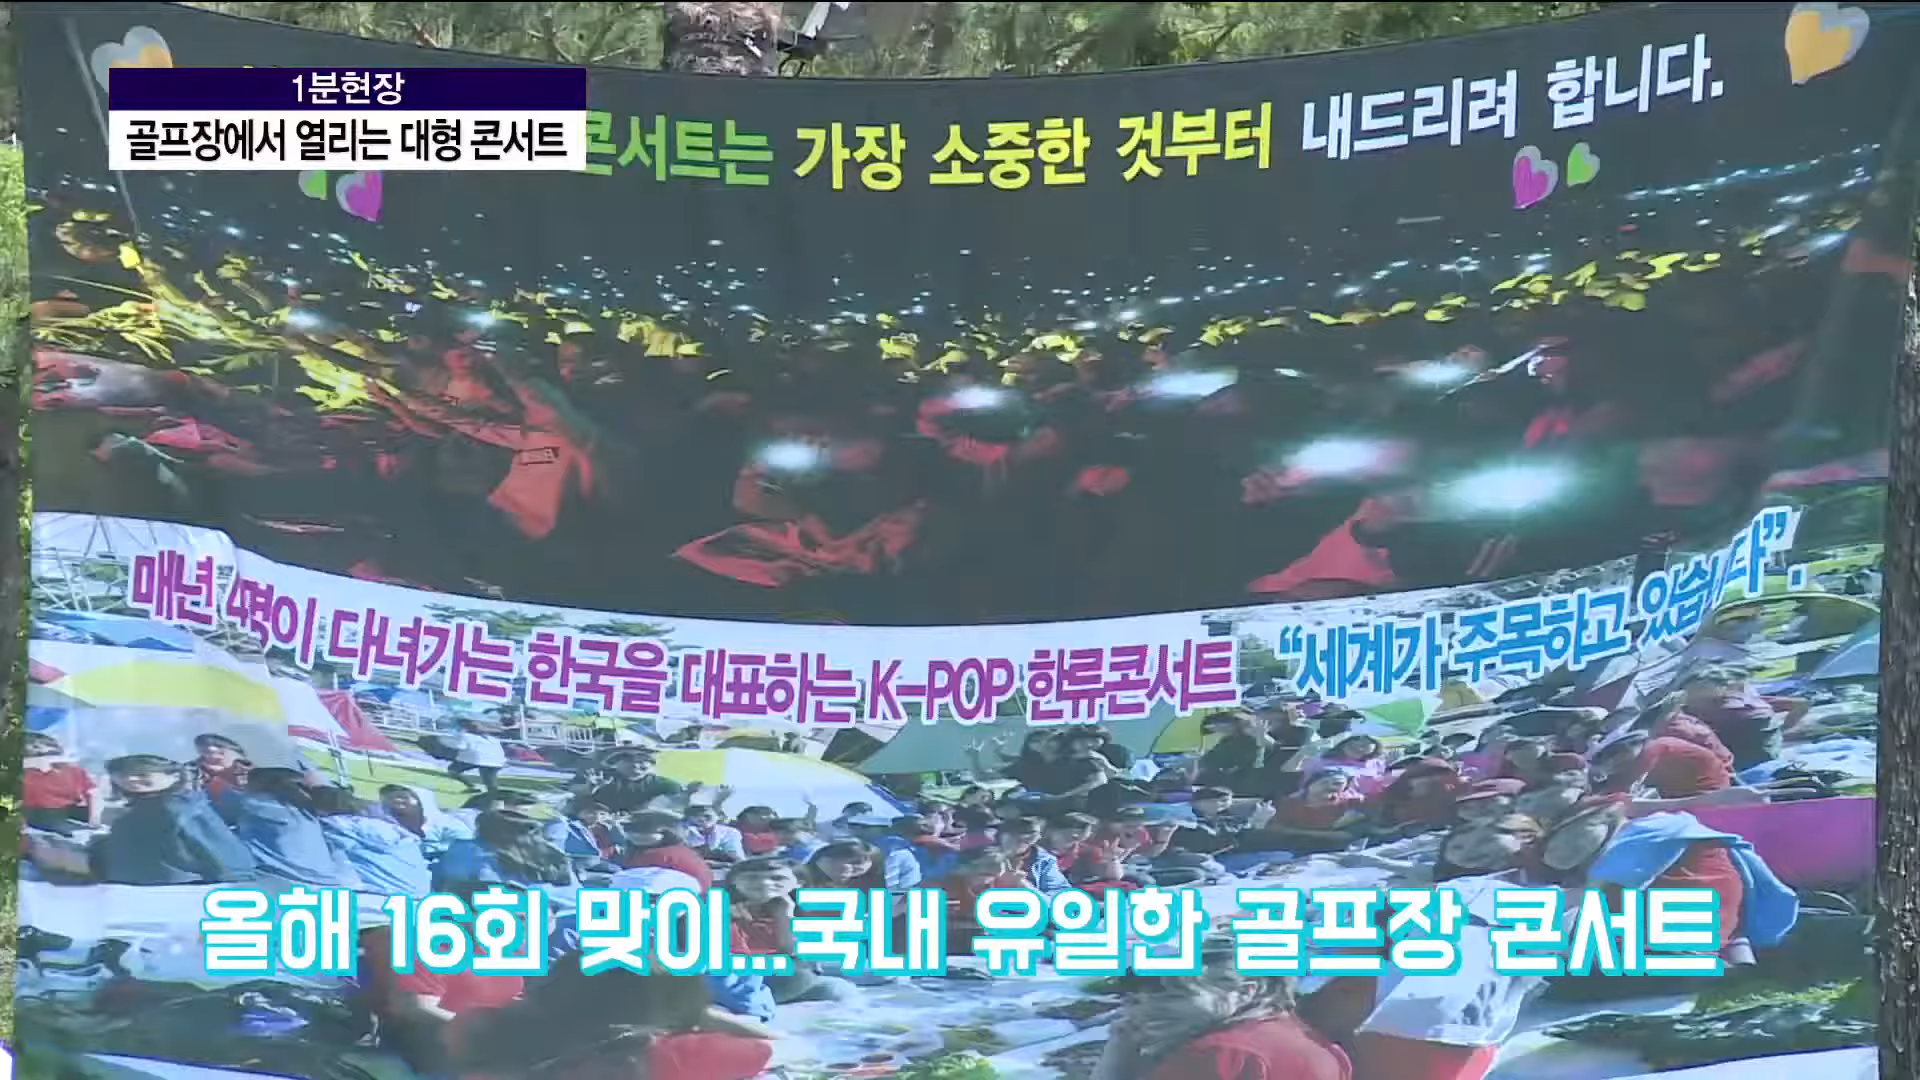 1분현장
골프장에서 열리는 대형 콘서트
콘서트는 가장 소중한 것부터 내드리려 합니다.
매년 4명이 다녀가는 한국을 대표하는 K-POP 한류콘서트 “세계가 주목하고 있습니다”.
올해 16회 맞이...국내 유일한 골프장 콘서트